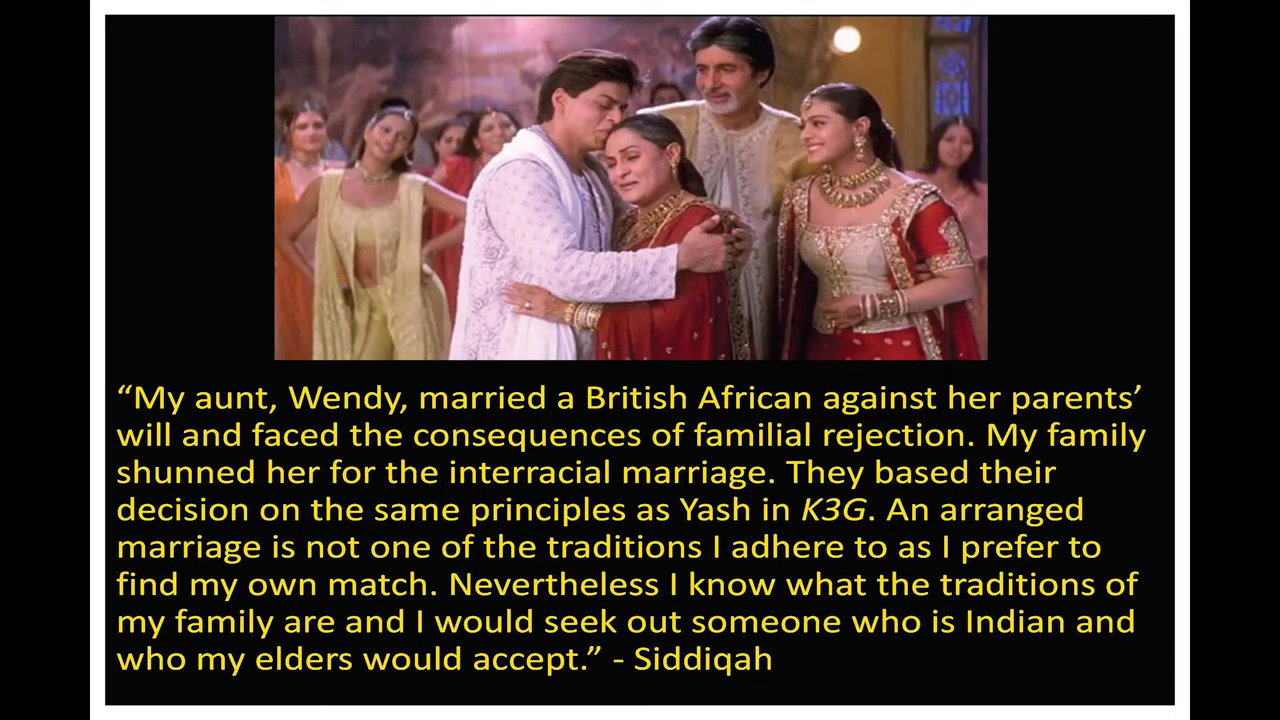 “My aunt, Wendy, married a British African against her parents’
will and faced the consequences of familial rejection. My family
shunned her for the interracial marriage. They based their
decision on the same principles as Yash in K3G. An arranged
marriage is not one of the traditions I adhere to as I prefer to
find my own match. Nevertheless I know what the traditions of
my family are and I would seek out someone who is Indian and
who my elders would accept.” - Siddiqah